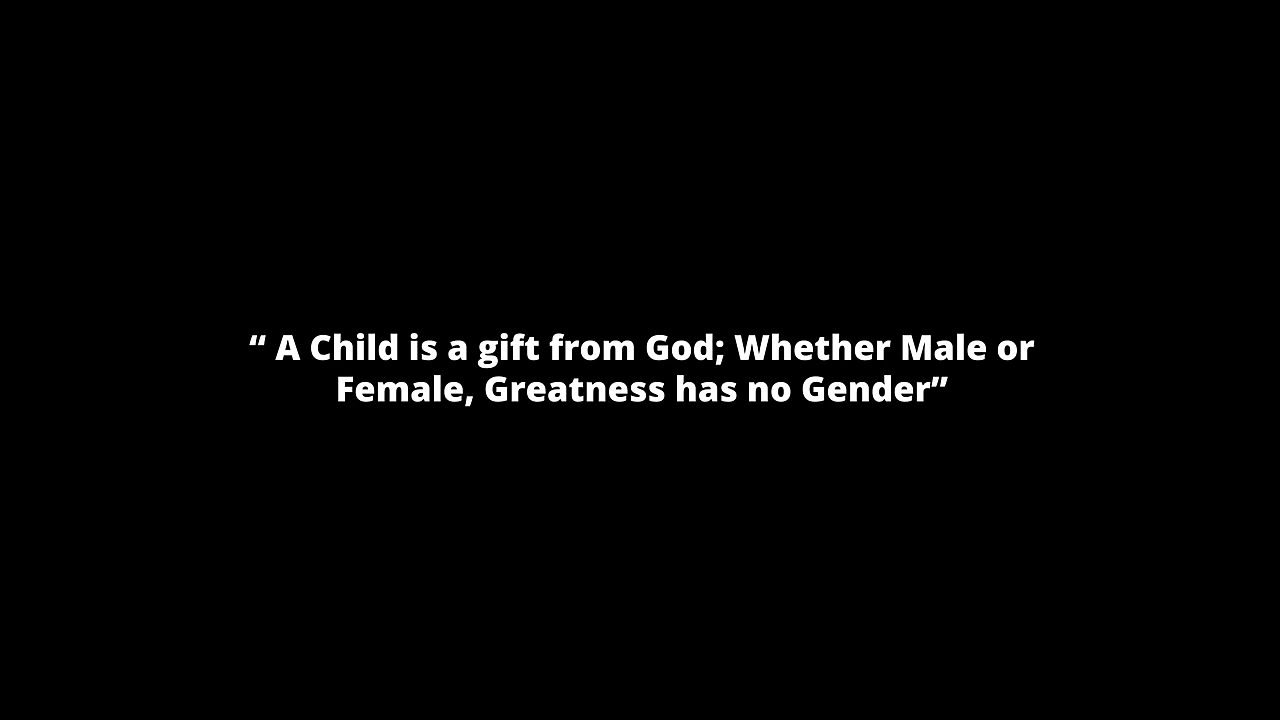 “ A Child is a gift from God; Whether Male or
Female, Greatness has no Gender”